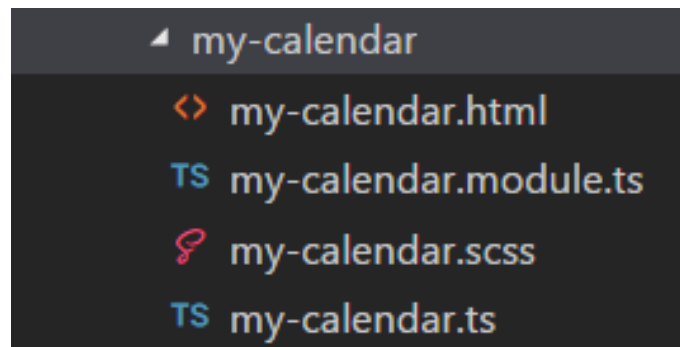 my-calendar
<> my-calendar.html
TS my-calendar.module.ts
my-calendar.scss
TS my-calendar.ts